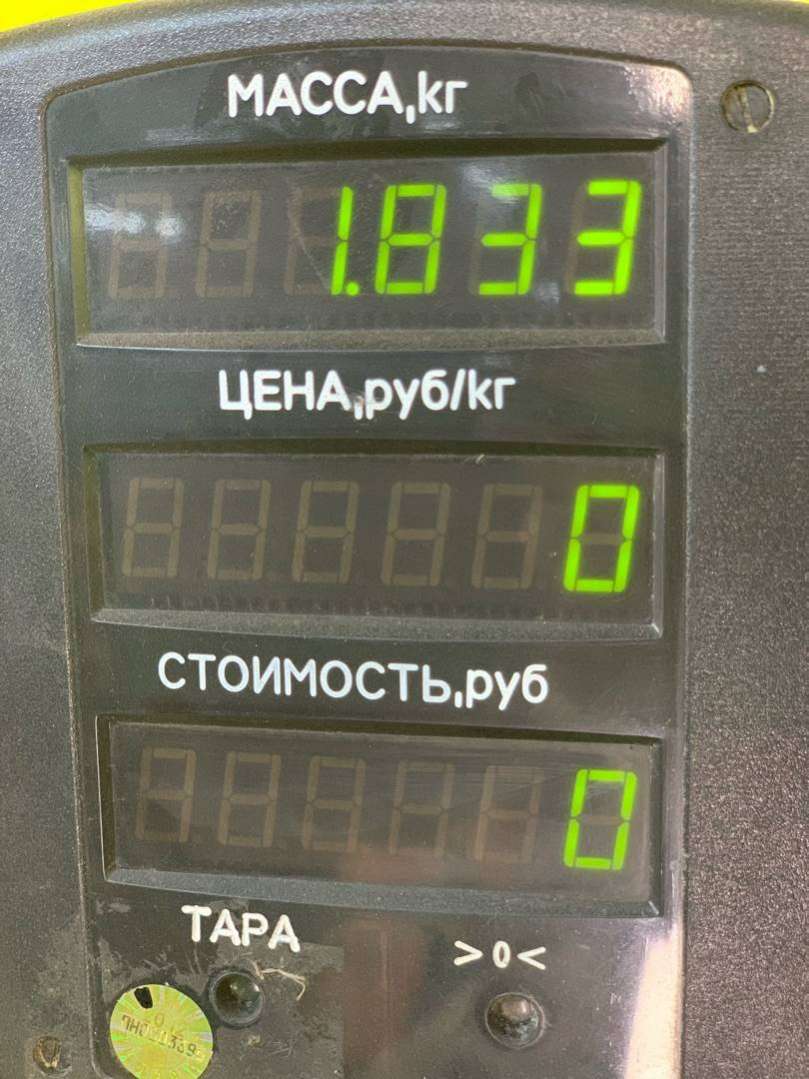 МАССА,кг
1.833
ЦЕНА,руб/кг
0
СТОИМОСТЬ,руб
0
ТАРА >0<